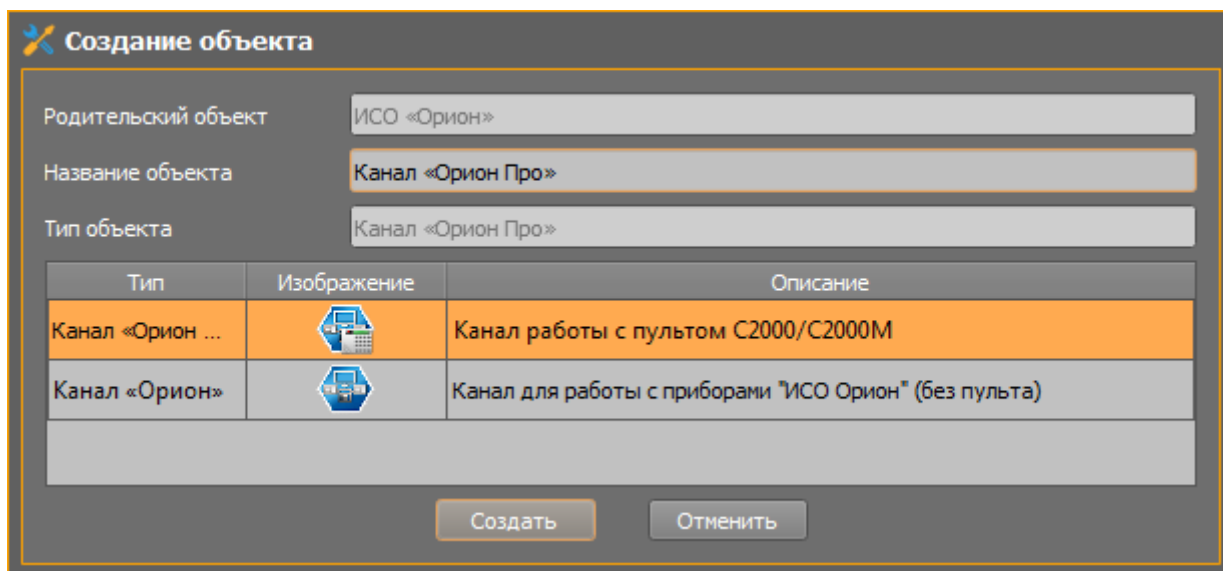 Создание объекта
Родительский объект ИСО «Орион»
Название объекта Канал «Орион Про»
Тип объекта Канал «Орион Про»
Тип Изображение Описание
Канал «Орион ... Канал работы с пультом С2000/С2000М
Канал «Орион» Канал для работы с приборами "ИСО Орион" (без пульта)
Создать Отменить